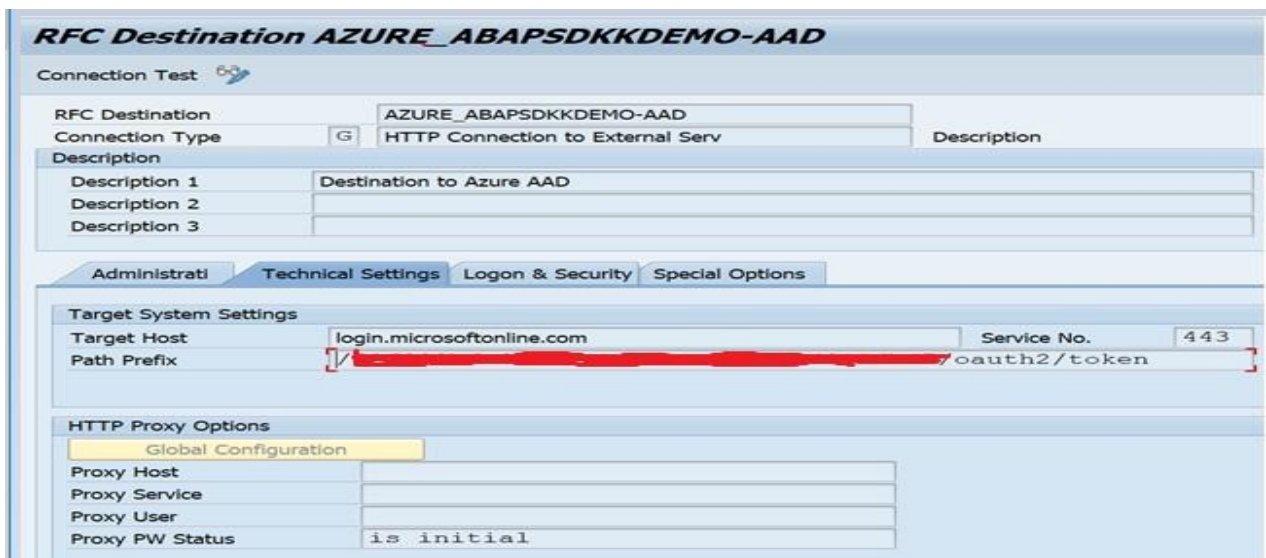 RFC Destination AZURE_ABAPSDKKDEMO-AAD
Connection Test
RFC Destination AZURE_ABAPSDKKDEMO-AAD
Connection Type G HTTP Connection to External Serv Description
Description
Description 1 Destination to Azure AAD
Description 2
Description 3
Administrati Technical Settings Logon & Security Special Options
Target System Settings
Target Host login.microsoftonline.com Service No. 443
Path Prefix / /oauth2/token
HTTP Proxy Options
Global Configuration
Proxy Host
Proxy Service
Proxy User
Proxy PW Status is initial